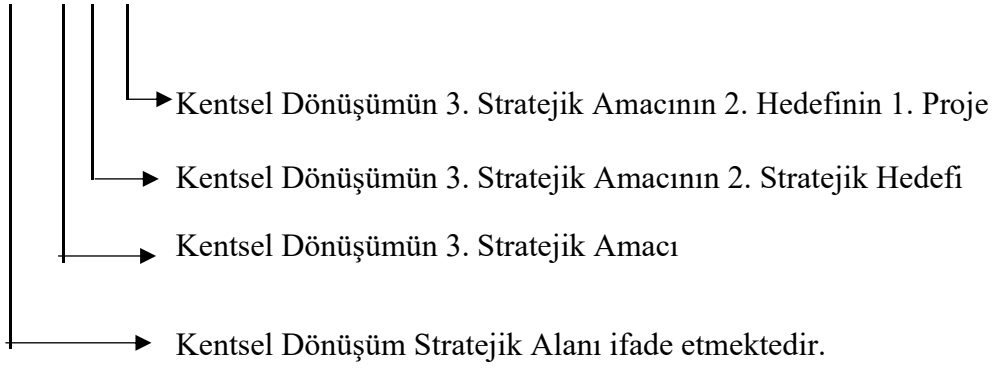 Kentsel Dönüşümün 3. Stratejik Amacının 2. Hedefinin 1. Proje
Kentsel Dönüşümün 3. Stratejik Amacının 2. Stratejik Hedefi
Kentsel Dönüşümün 3. Stratejik Amacı
Kentsel Dönüşüm Stratejik Alanı ifade etmektedir.